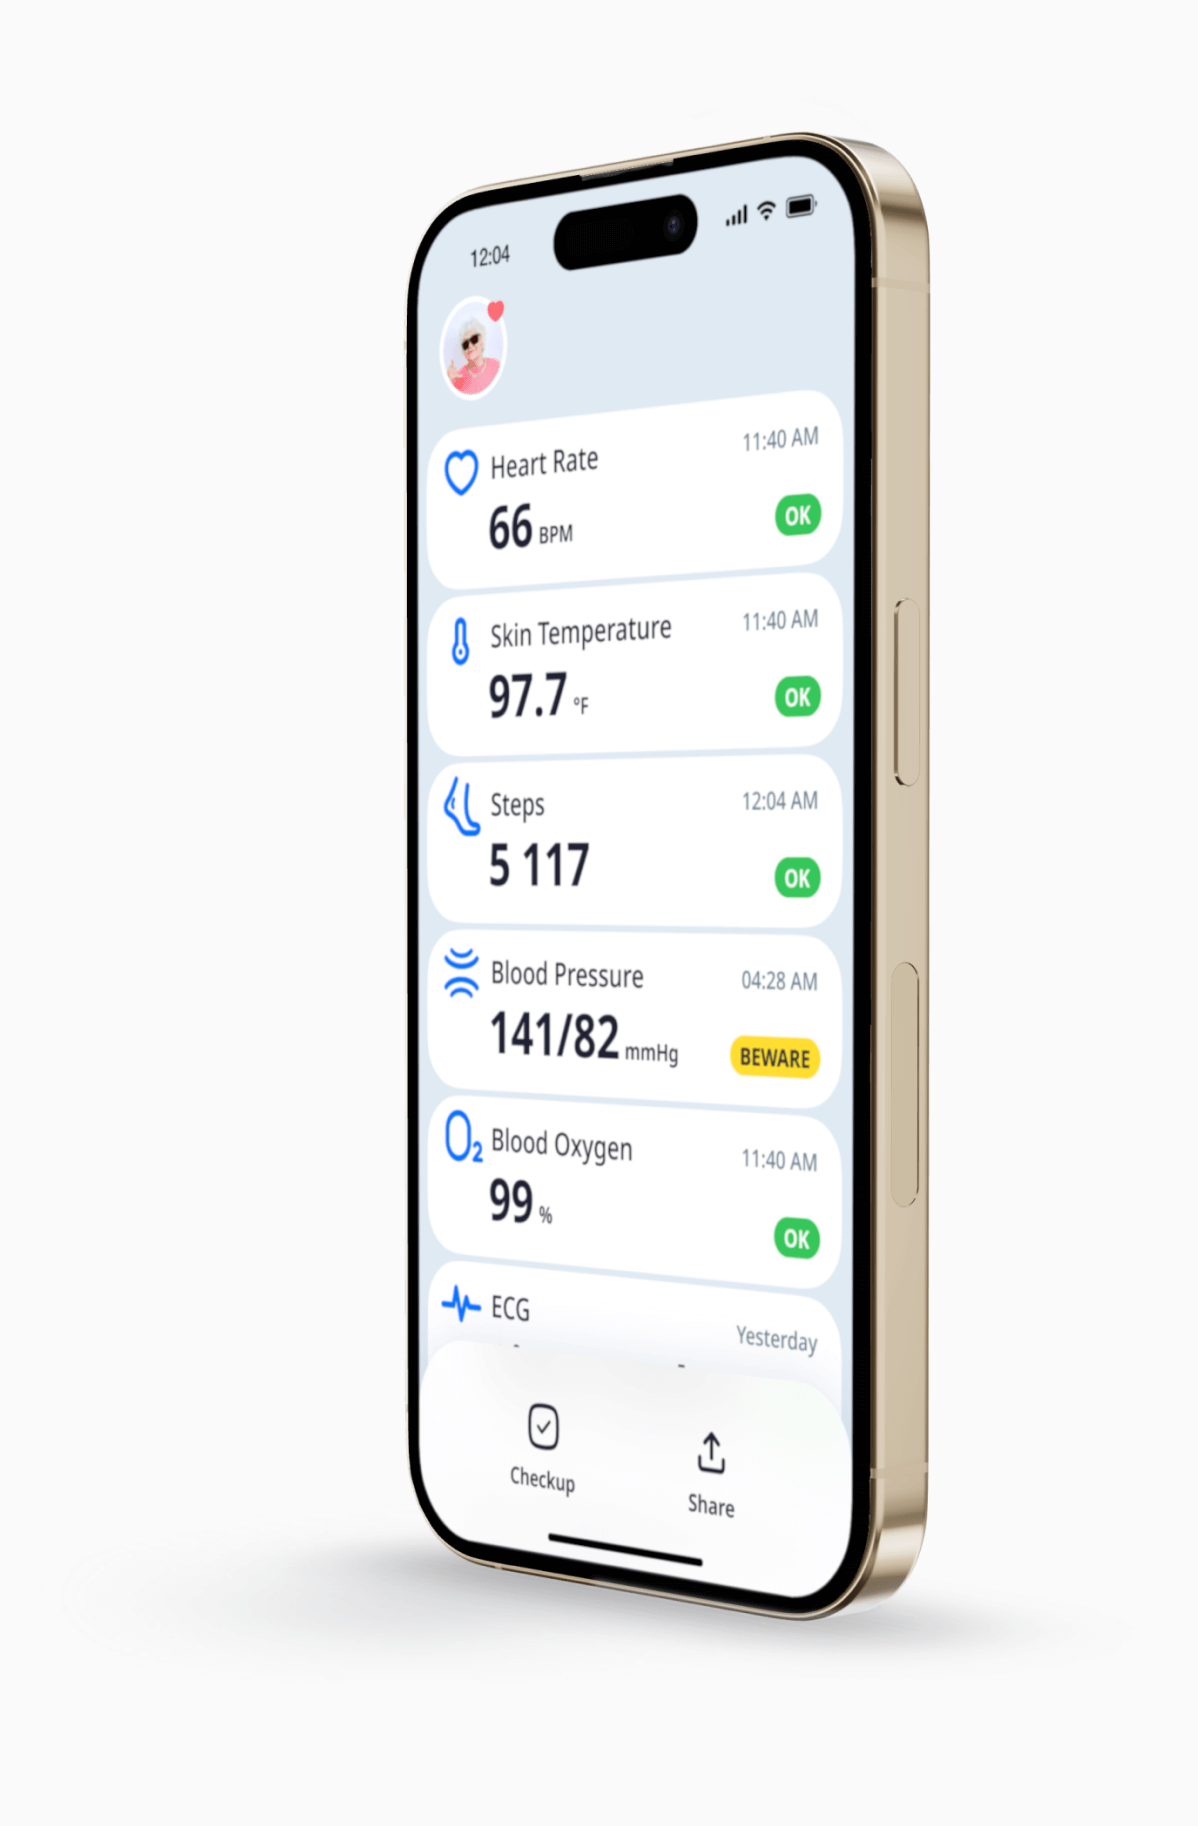 12:04
Heart Rate
11:40 AM
66 BPM
OK
Skin Temperature
11:40 AM
97.7 °F
OK
Steps
12:04 AM
5 117
OK
Blood Pressure
04:28 AM
141/82 mmHg
BEWARE
O2
Blood Oxygen
11:40 AM
99 %
OK
ECG
Yesterday
Checkup
Share